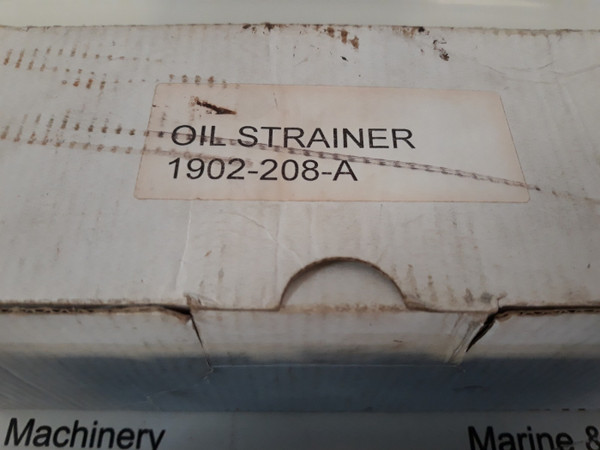 OIL STRAINER
1902-208-A
Machinery
Marine &